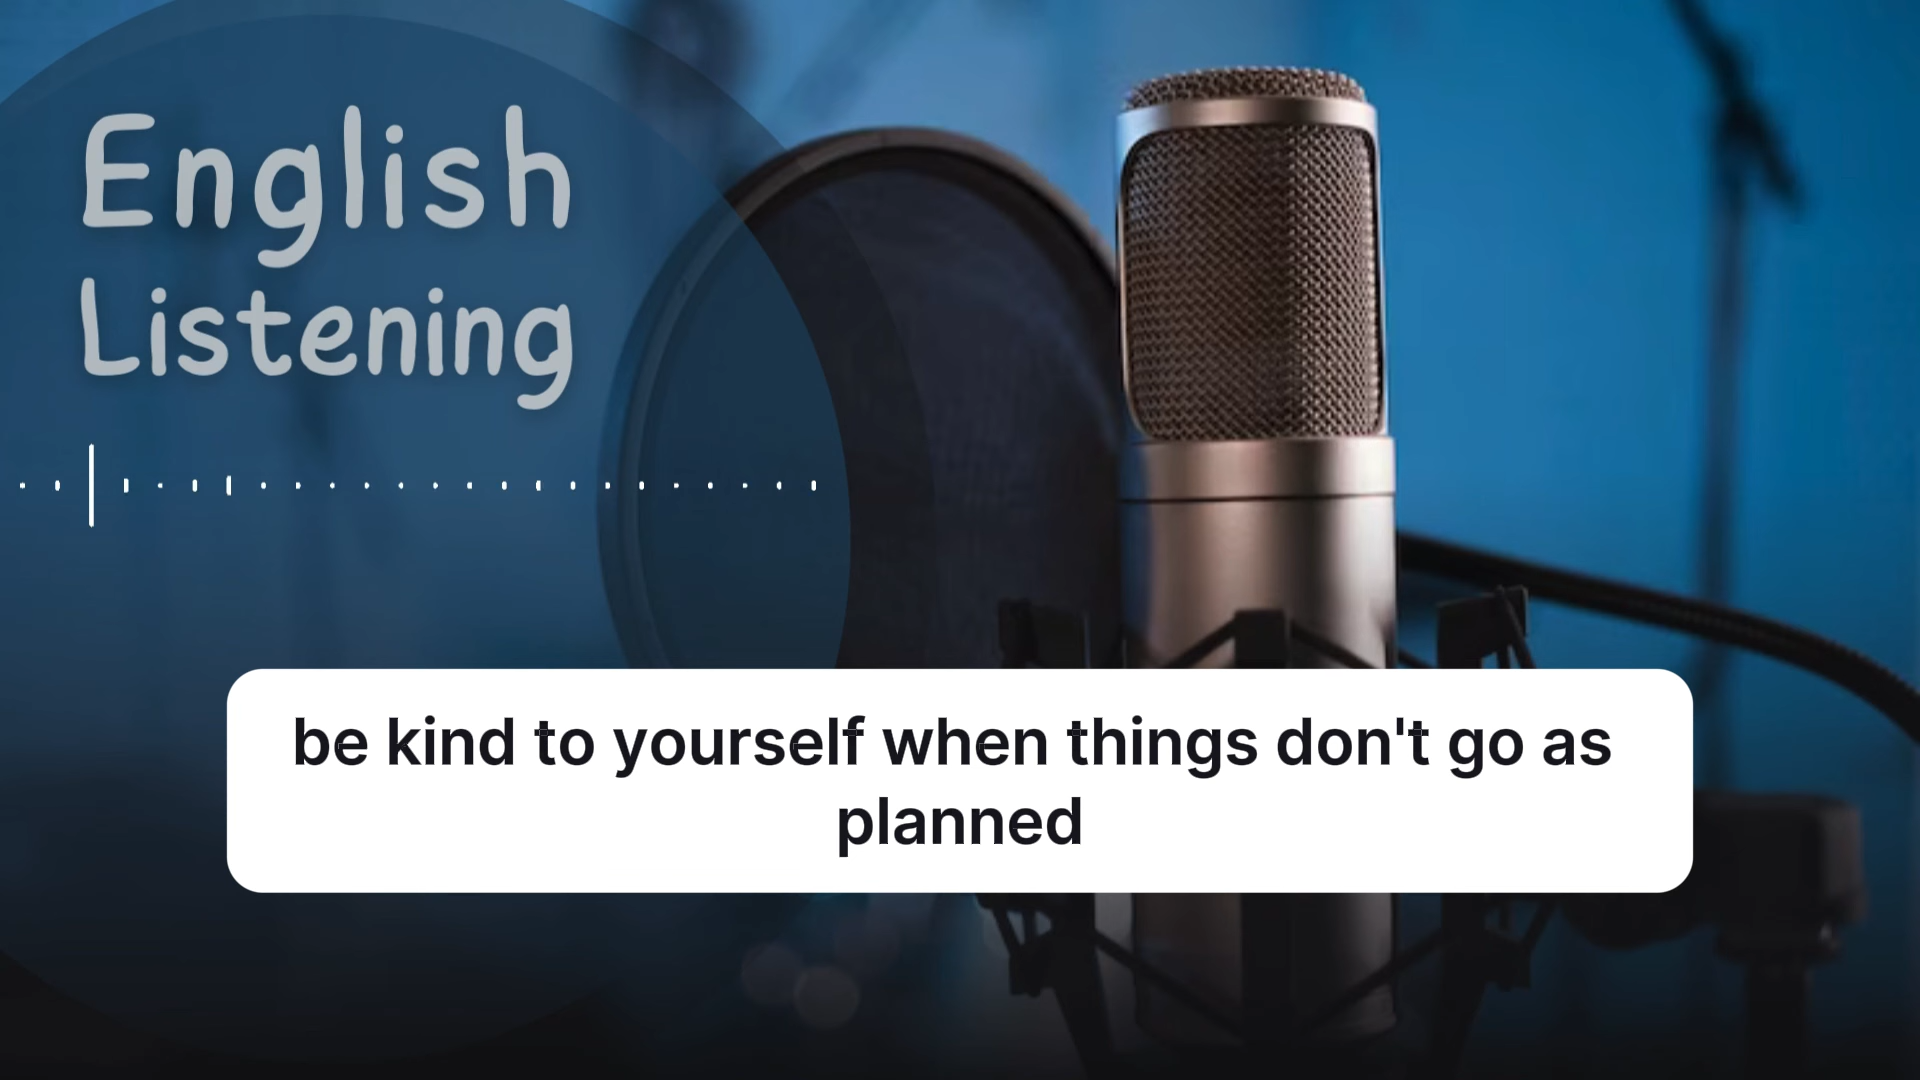 English
Listening
be kind to yourself when things don't go as
planned